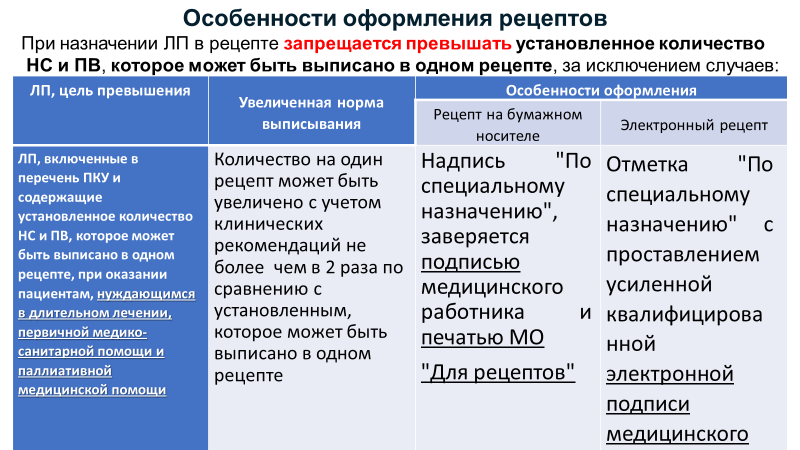 Особенности оформления рецептов
При назначении ЛП в рецепте запрещается превышать установленное количество
НС и ПВ, которое может быть выписано в одном рецепте, за исключением случаев:
ЛП, цель превышения
Увеличенная норма
выписывания
Особенности оформления
Рецепт на бумажном
носителе
Электронный рецепт
ЛП, включенные в
перечень ПКУ и
содержащие
установленное количество
НС и ПВ, которое может
быть выписано в одном
рецепте, при оказании
пациентам, нуждающимся
в длительном лечении,
первичной медико-
санитарной помощи и
паллиативной
медицинской помощи
Количество на один
рецепт может быть
увеличено с учетом
клинических
рекомендаций не
более чем в 2 раза по
сравнению с
установленным,
которое может быть
выписано в одном
рецепте
Надпись "По
специальному
назначению",
заверяется
подписью
медицинского
работника и
печатью МО
"Для рецептов"
Отметка "По
специальному
назначению" с
проставлением
усиленной
квалифицирова
нной
электронной
подписи
медицинского